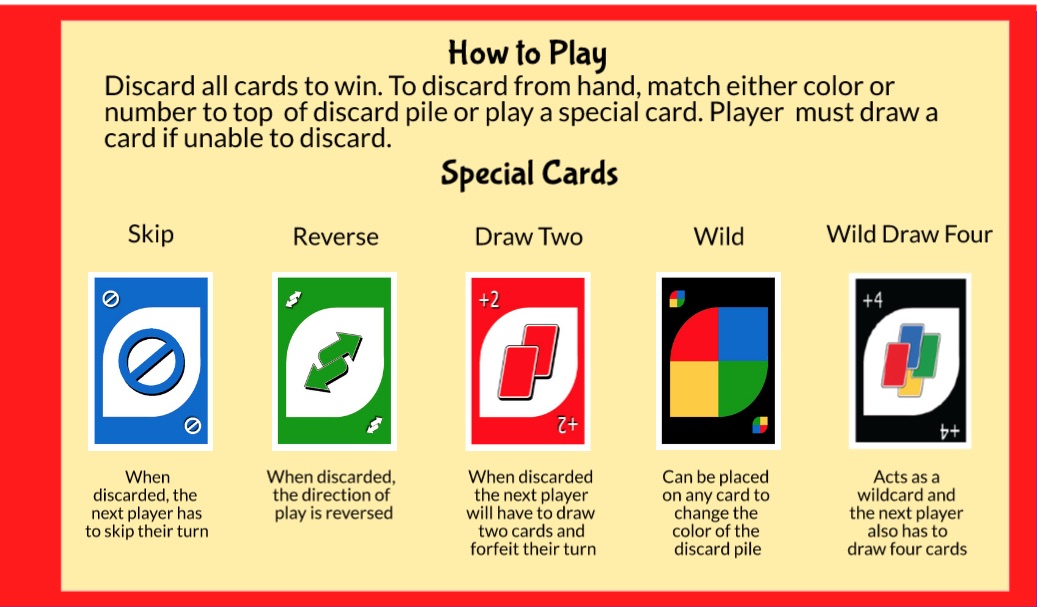 How to Play
Discard all cards to win. To discard from hand, match either color or
number to top of discard pile or play a special card. Player must draw a
card if unable to discard.
Special Cards
Skip
Reverse
Draw Two
Wild
Wild Draw Four
+2
+2
+4
+4
When
discarded, the
next player has
to skip their turn
When discarded,
the direction of
play is reversed
When discarded
the next player
will have to draw
two cards and
forfeit their turn
Can be placed
on any card to
change the
color of the
discard pile
Acts as a
wildcard and
the next player
also has to
draw four cards